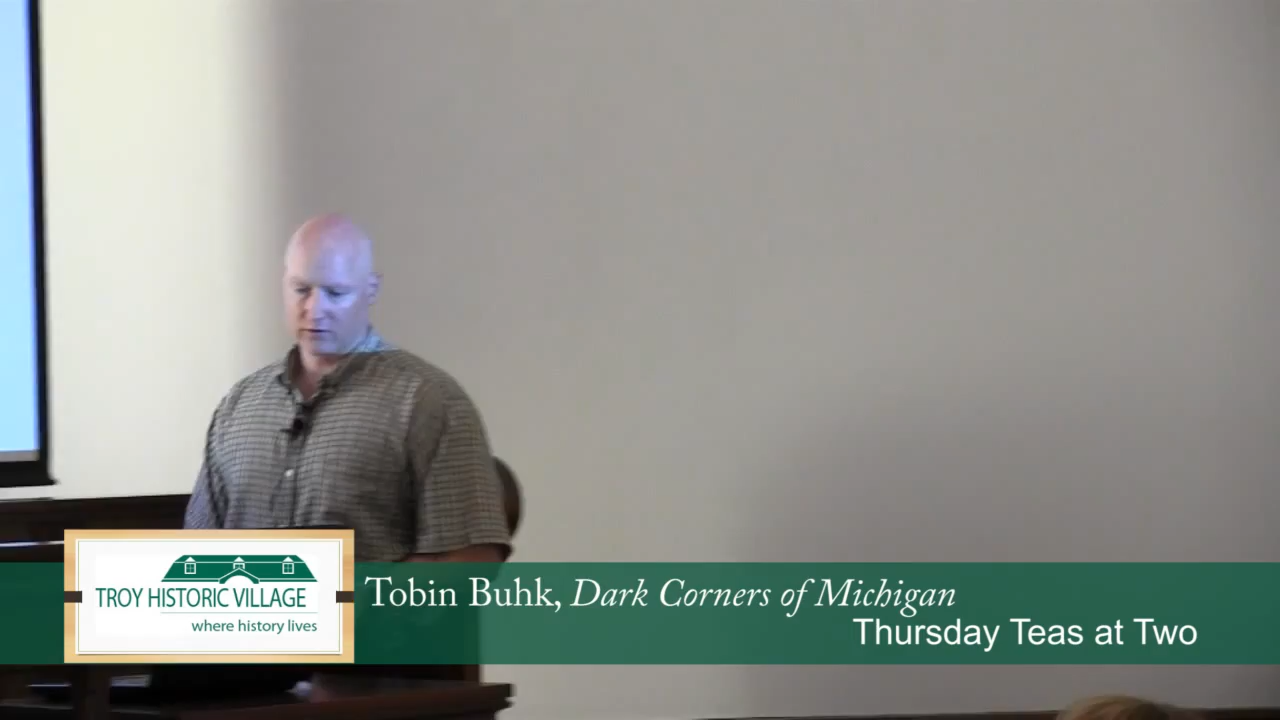 TROY HISTORIC VILLAGE
where history lives
Tobin Buhk, Dark Corners of Michigan
Thursday Teas at Two